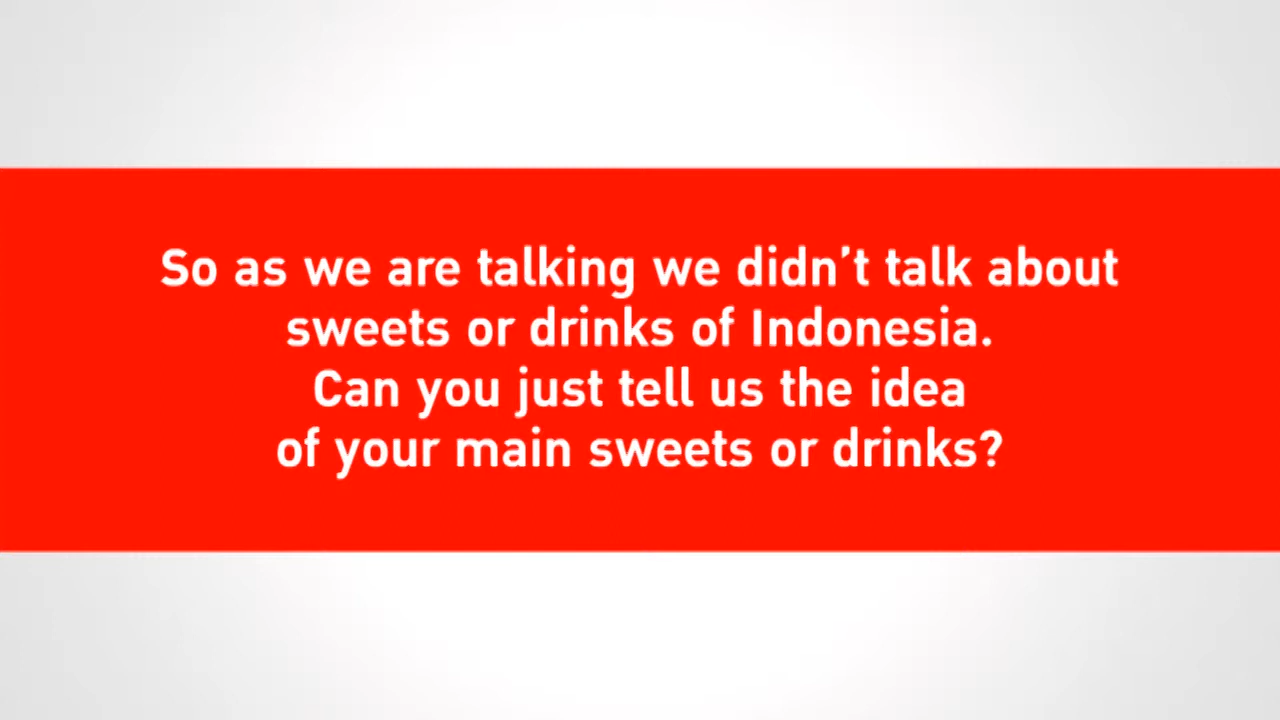 So as we are talking we didn't talk about
sweets or drinks of Indonesia.
Can you just tell us the idea
of your main sweets or drinks?